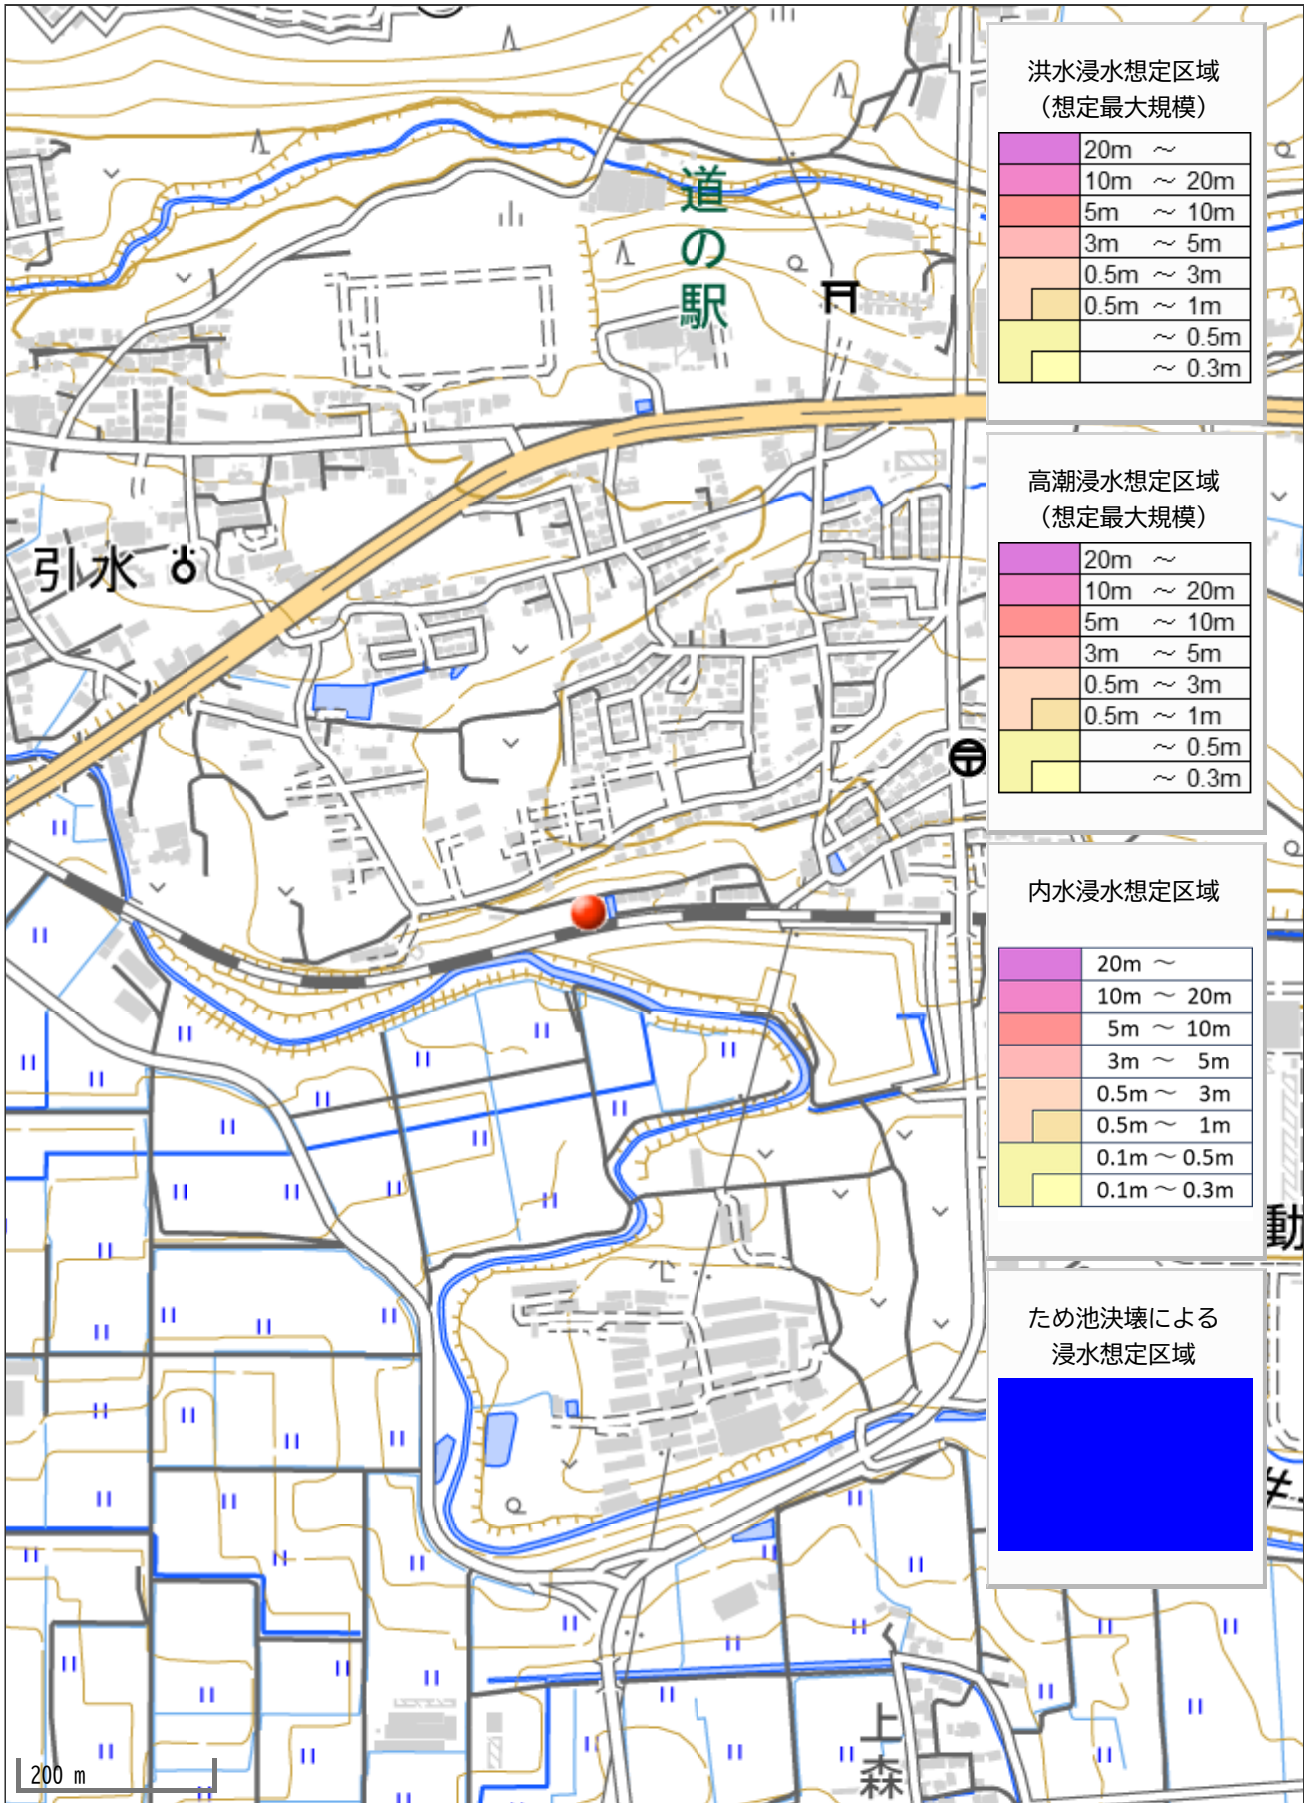 道の駅
引水
上森
動
井
200 m
洪水浸水想定区域
（想定最大規模）
20m ～
10m ～ 20m
5m ～ 10m
3m ～ 5m
0.5m ～ 3m
0.5m ～ 1m
～ 0.5m
～ 0.3m
高潮浸水想定区域
（想定最大規模）
20m ～
10m ～ 20m
5m ～ 10m
3m ～ 5m
0.5m ～ 3m
0.5m ～ 1m
～ 0.5m
～ 0.3m
内水浸水想定区域
20m ～
10m ～ 20m
5m ～ 10m
3m ～ 5m
0.5m ～ 3m
0.5m ～ 1m
0.1m ～ 0.5m
0.1m ～ 0.3m
ため池決壊による
浸水想定区域